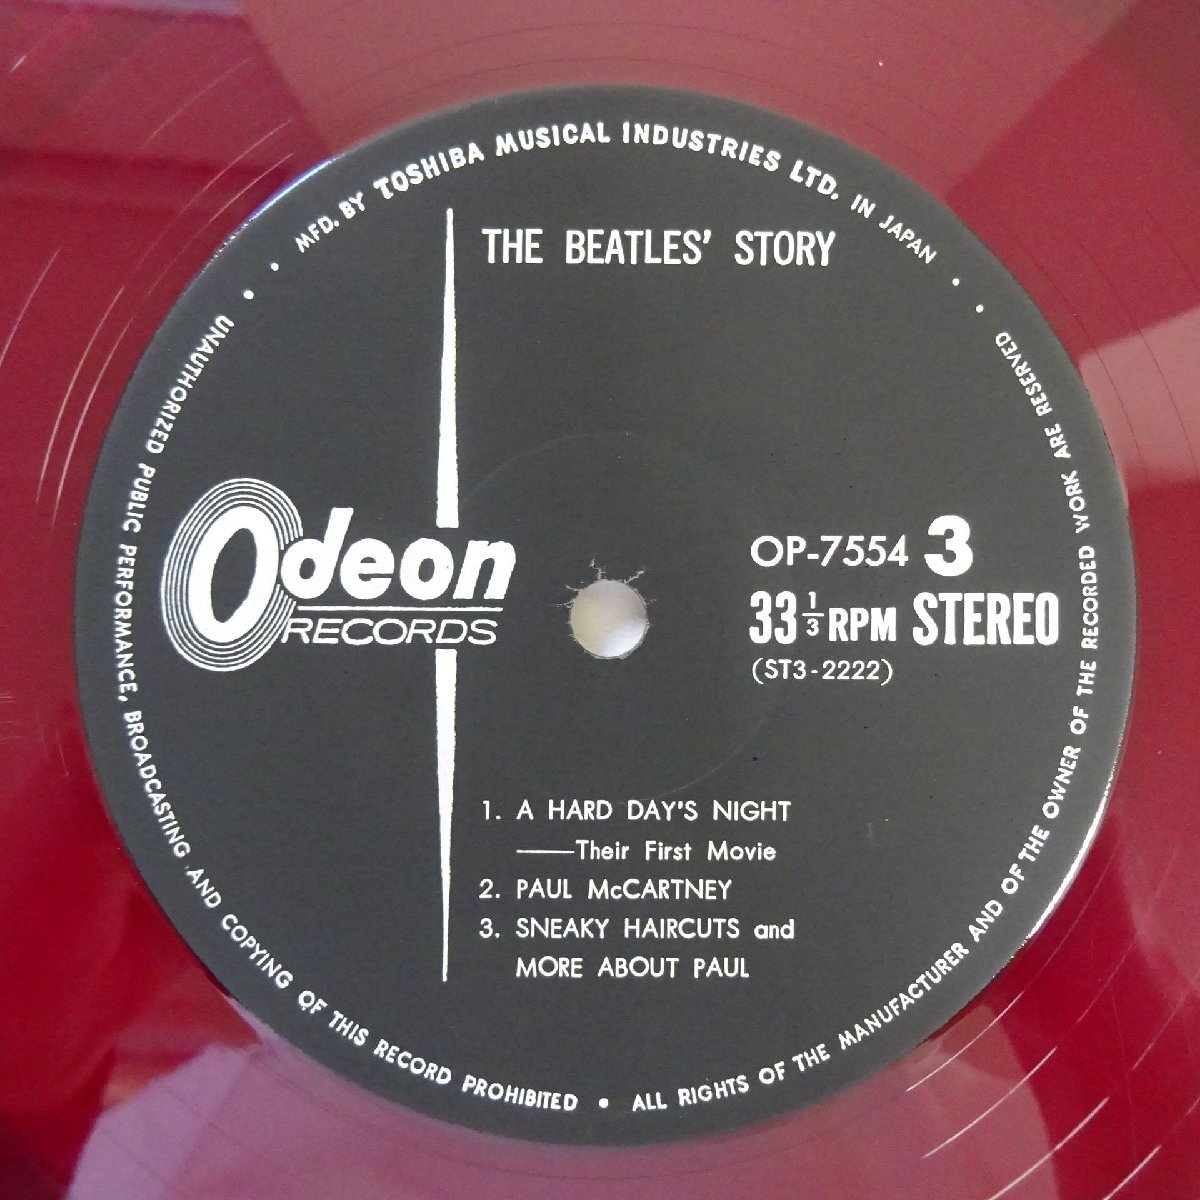 MFD. BY TOSHIBA MUSICAL INDUSTRIES LTD. IN JAPAN
THE BEATLES' STORY
Odeon
RECORDS
OP-7554 3
33 1/3 RPM STEREO
(ST3-2222)
1. A HARD DAY'S NIGHT
——Their First Movie
2. PAUL McCARTNEY
3. SNEAKY HAIRCUTS and
MORE ABOUT PAUL
UNAUTHORIZED PUBLIC PERFORMANCE, BROADCASTING AND COPYING OF THIS RECORD PROHIBITED • ALL RIGHTS OF THE MANUFACTURER AND OF THE OWNER OF THE RECORDED WORK ARE RESERVED